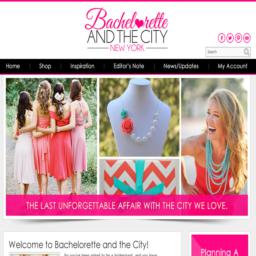 Bachelorette
AND THE CITY
NEW YORK
Search
Home Shop Inspiration Editor's Note News/Updates My Account
THE LAST UNFORGETTABLE AFFAIR WITH THE CITY WE LOVE.
Welcome to Bachelorette and the City!
Planning A